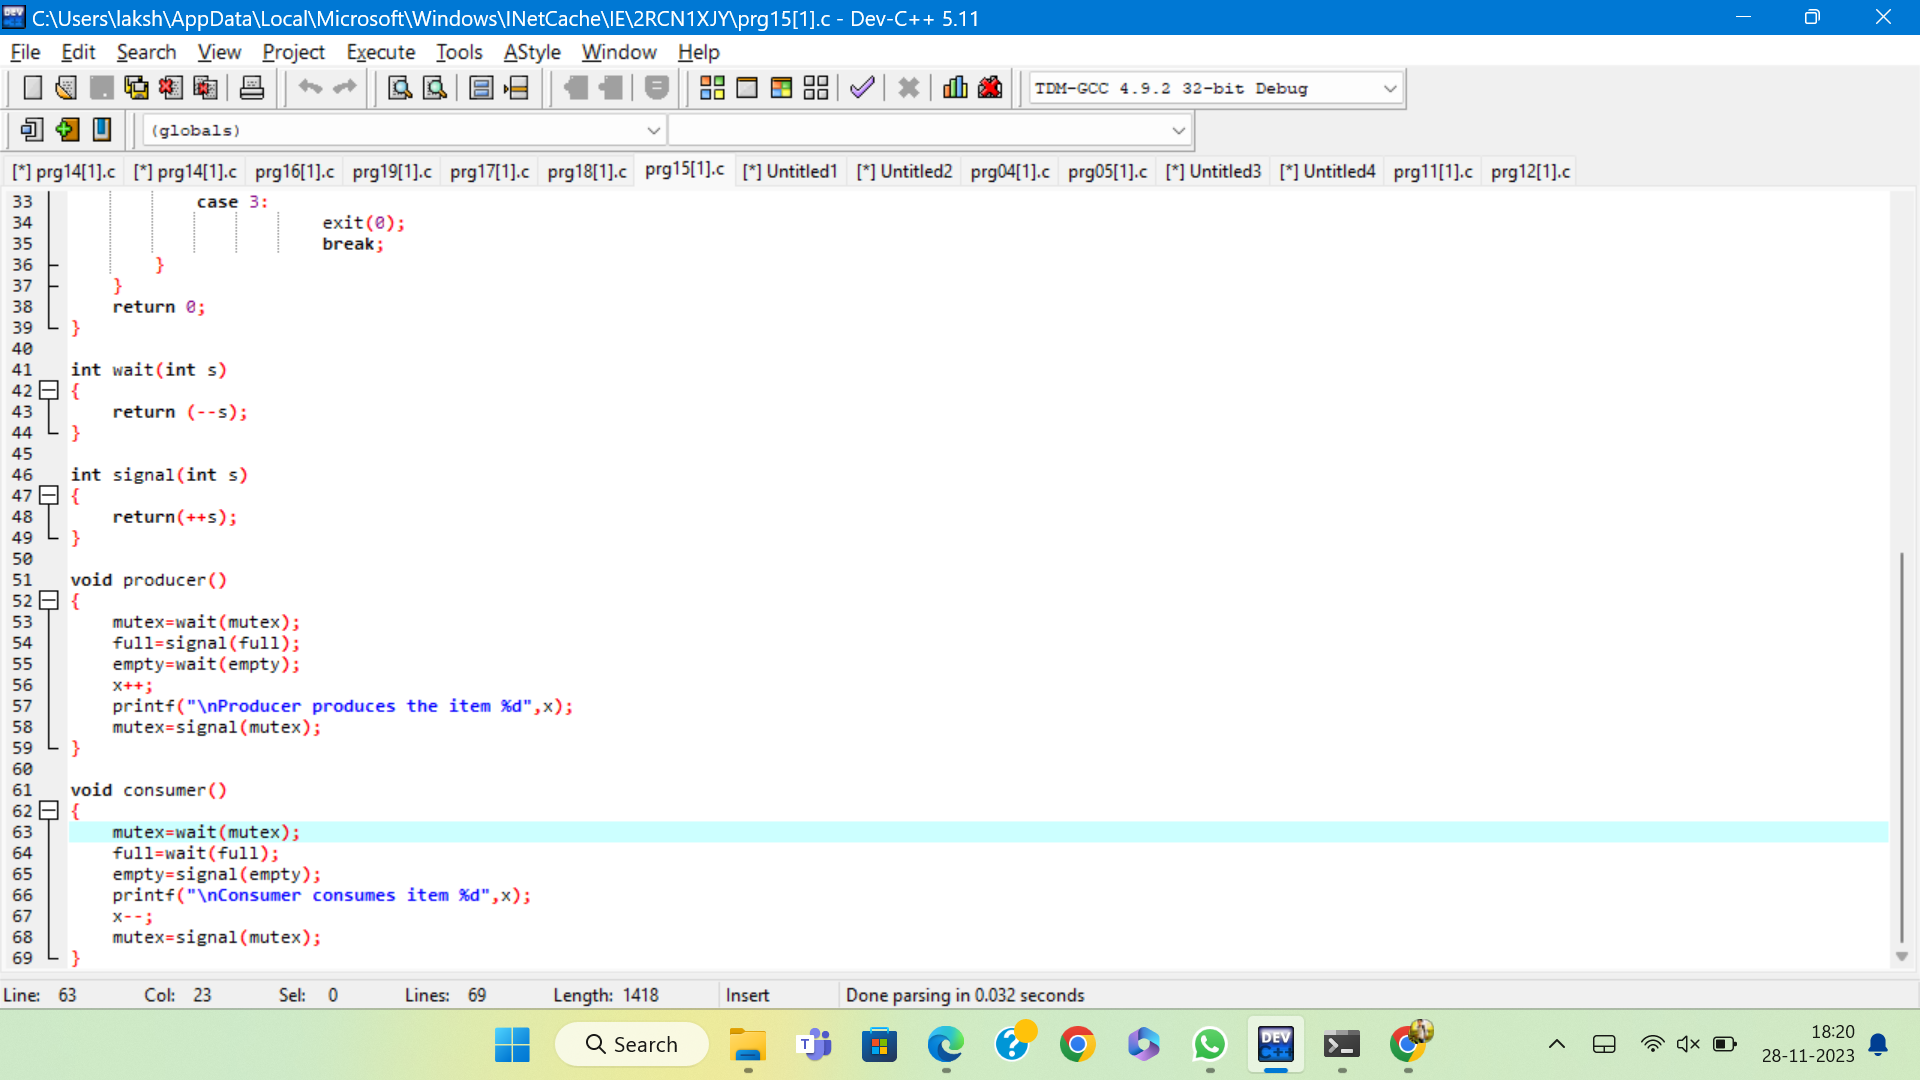 C:\Users\laksh\AppData\Local\Microsoft\Windows\INetCache\IE\2RCN1XJY\prg15[1].c - Dev-C++ 5.11
File Edit Search View Project Execute Tools AStyle Window Help
TDM-GCC 4.9.2 32-bit Debug
(globals)
[*] prg14[1].c [*] prg14[1].c prg16[1].c prg19[1].c prg17[1].c prg18[1].c prg15[1].c [*] Untitled1 [*] Untitled2 prg04[1].c prg05[1].c [*] Untitled3 [*] Untitled4 prg11[1].c prg12[1].c
33 case 3:
34 exit(0);
35 break;
36 }
37 }
38 return 0;
39 }
40
41 int wait(int s)
42 {
43 return (--s);
44 }
45
46 int signal(int s)
47 {
48 return(++s);
49 }
50
51 void producer()
52 {
53 mutex=wait(mutex);
54 full=signal(full);
55 empty=wait(empty);
56 x++;
57 printf("\nProducer produces the item %d",x);
58 mutex=signal(mutex);
59 }
60
61 void consumer()
62 {
63 mutex=wait(mutex);
64 full=wait(full);
65 empty=signal(empty);
66 printf("\nConsumer consumes item %d",x);
67 x--;
68 mutex=signal(mutex);
69 }
Line: 63 Col: 23 Sel: 0 Lines: 69 Length: 1418 Insert Done parsing in 0.032 seconds
Search
DEV C++
18:20
28-11-2023